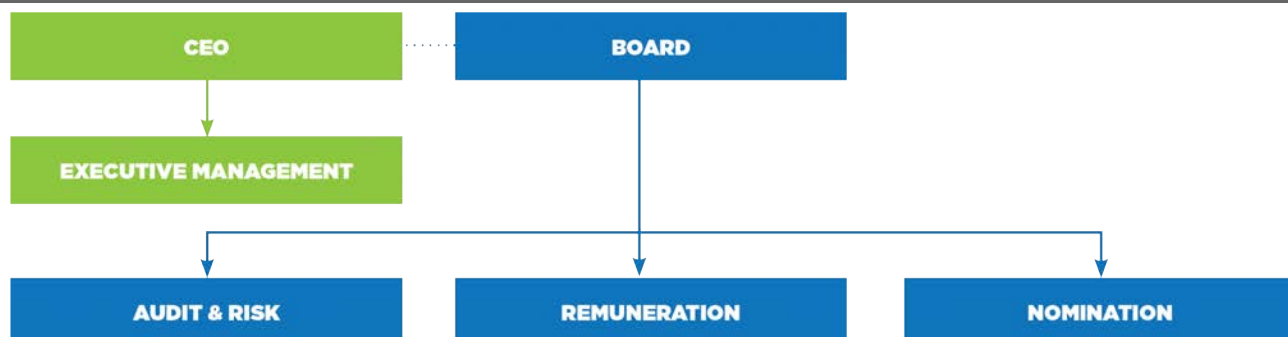 CEO
BOARD
EXECUTIVE MANAGEMENT
AUDIT & RISK
REMUNERATION
NOMINATION